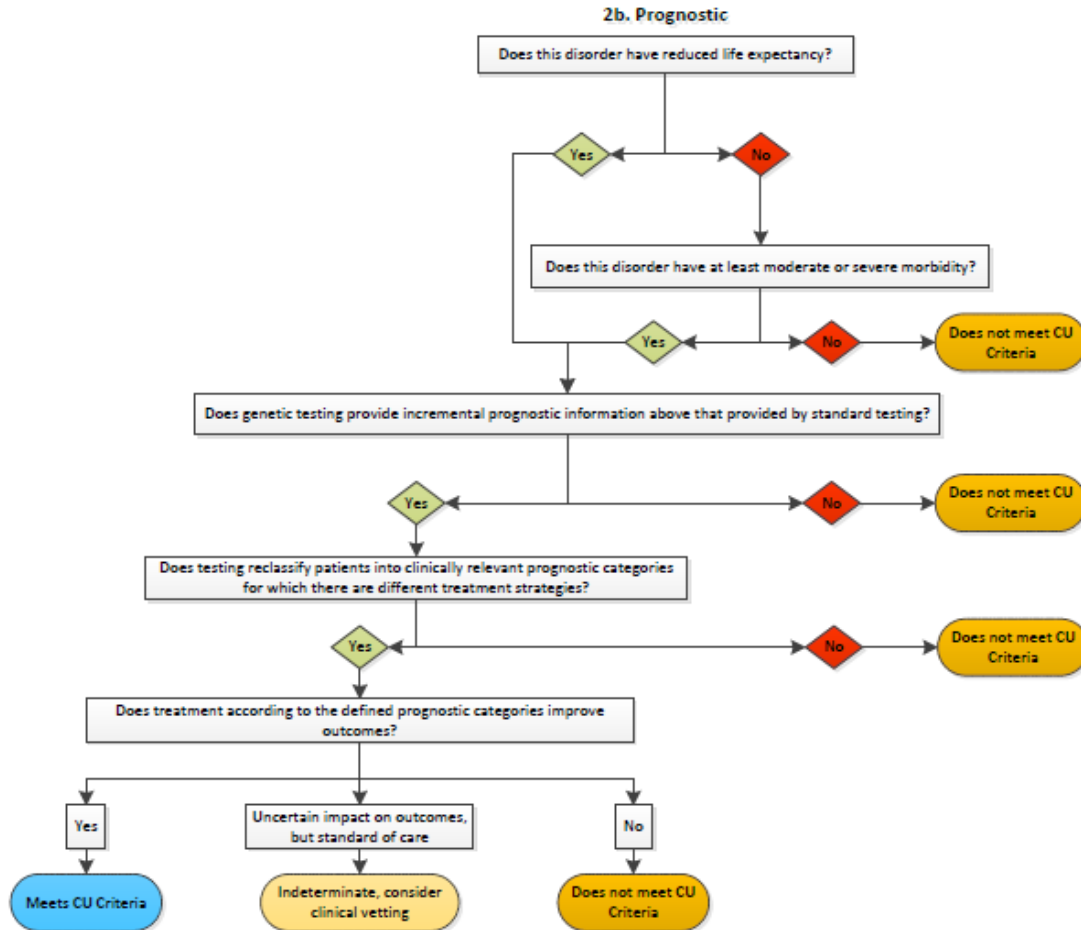 2b. Prognostic
Does this disorder have reduced life expectancy?
Yes
No
Does this disorder have at least moderate or severe morbidity?
Yes
No
Does not meet CU
Criteria
Does genetic testing provide incremental prognostic information above that provided by standard testing?
Yes
No
Does not meet CU
Criteria
Does testing reclassify patients into clinically relevant prognostic categories
for which there are different treatment strategies?
Yes
No
Does not meet CU
Criteria
Does treatment according to the defined prognostic categories improve
outcomes?
Yes
Uncertain impact on outcomes,
but standard of care
No
Meets CU Criteria
Indeterminate, consider
clinical vetting
Does not meet CU
Criteria